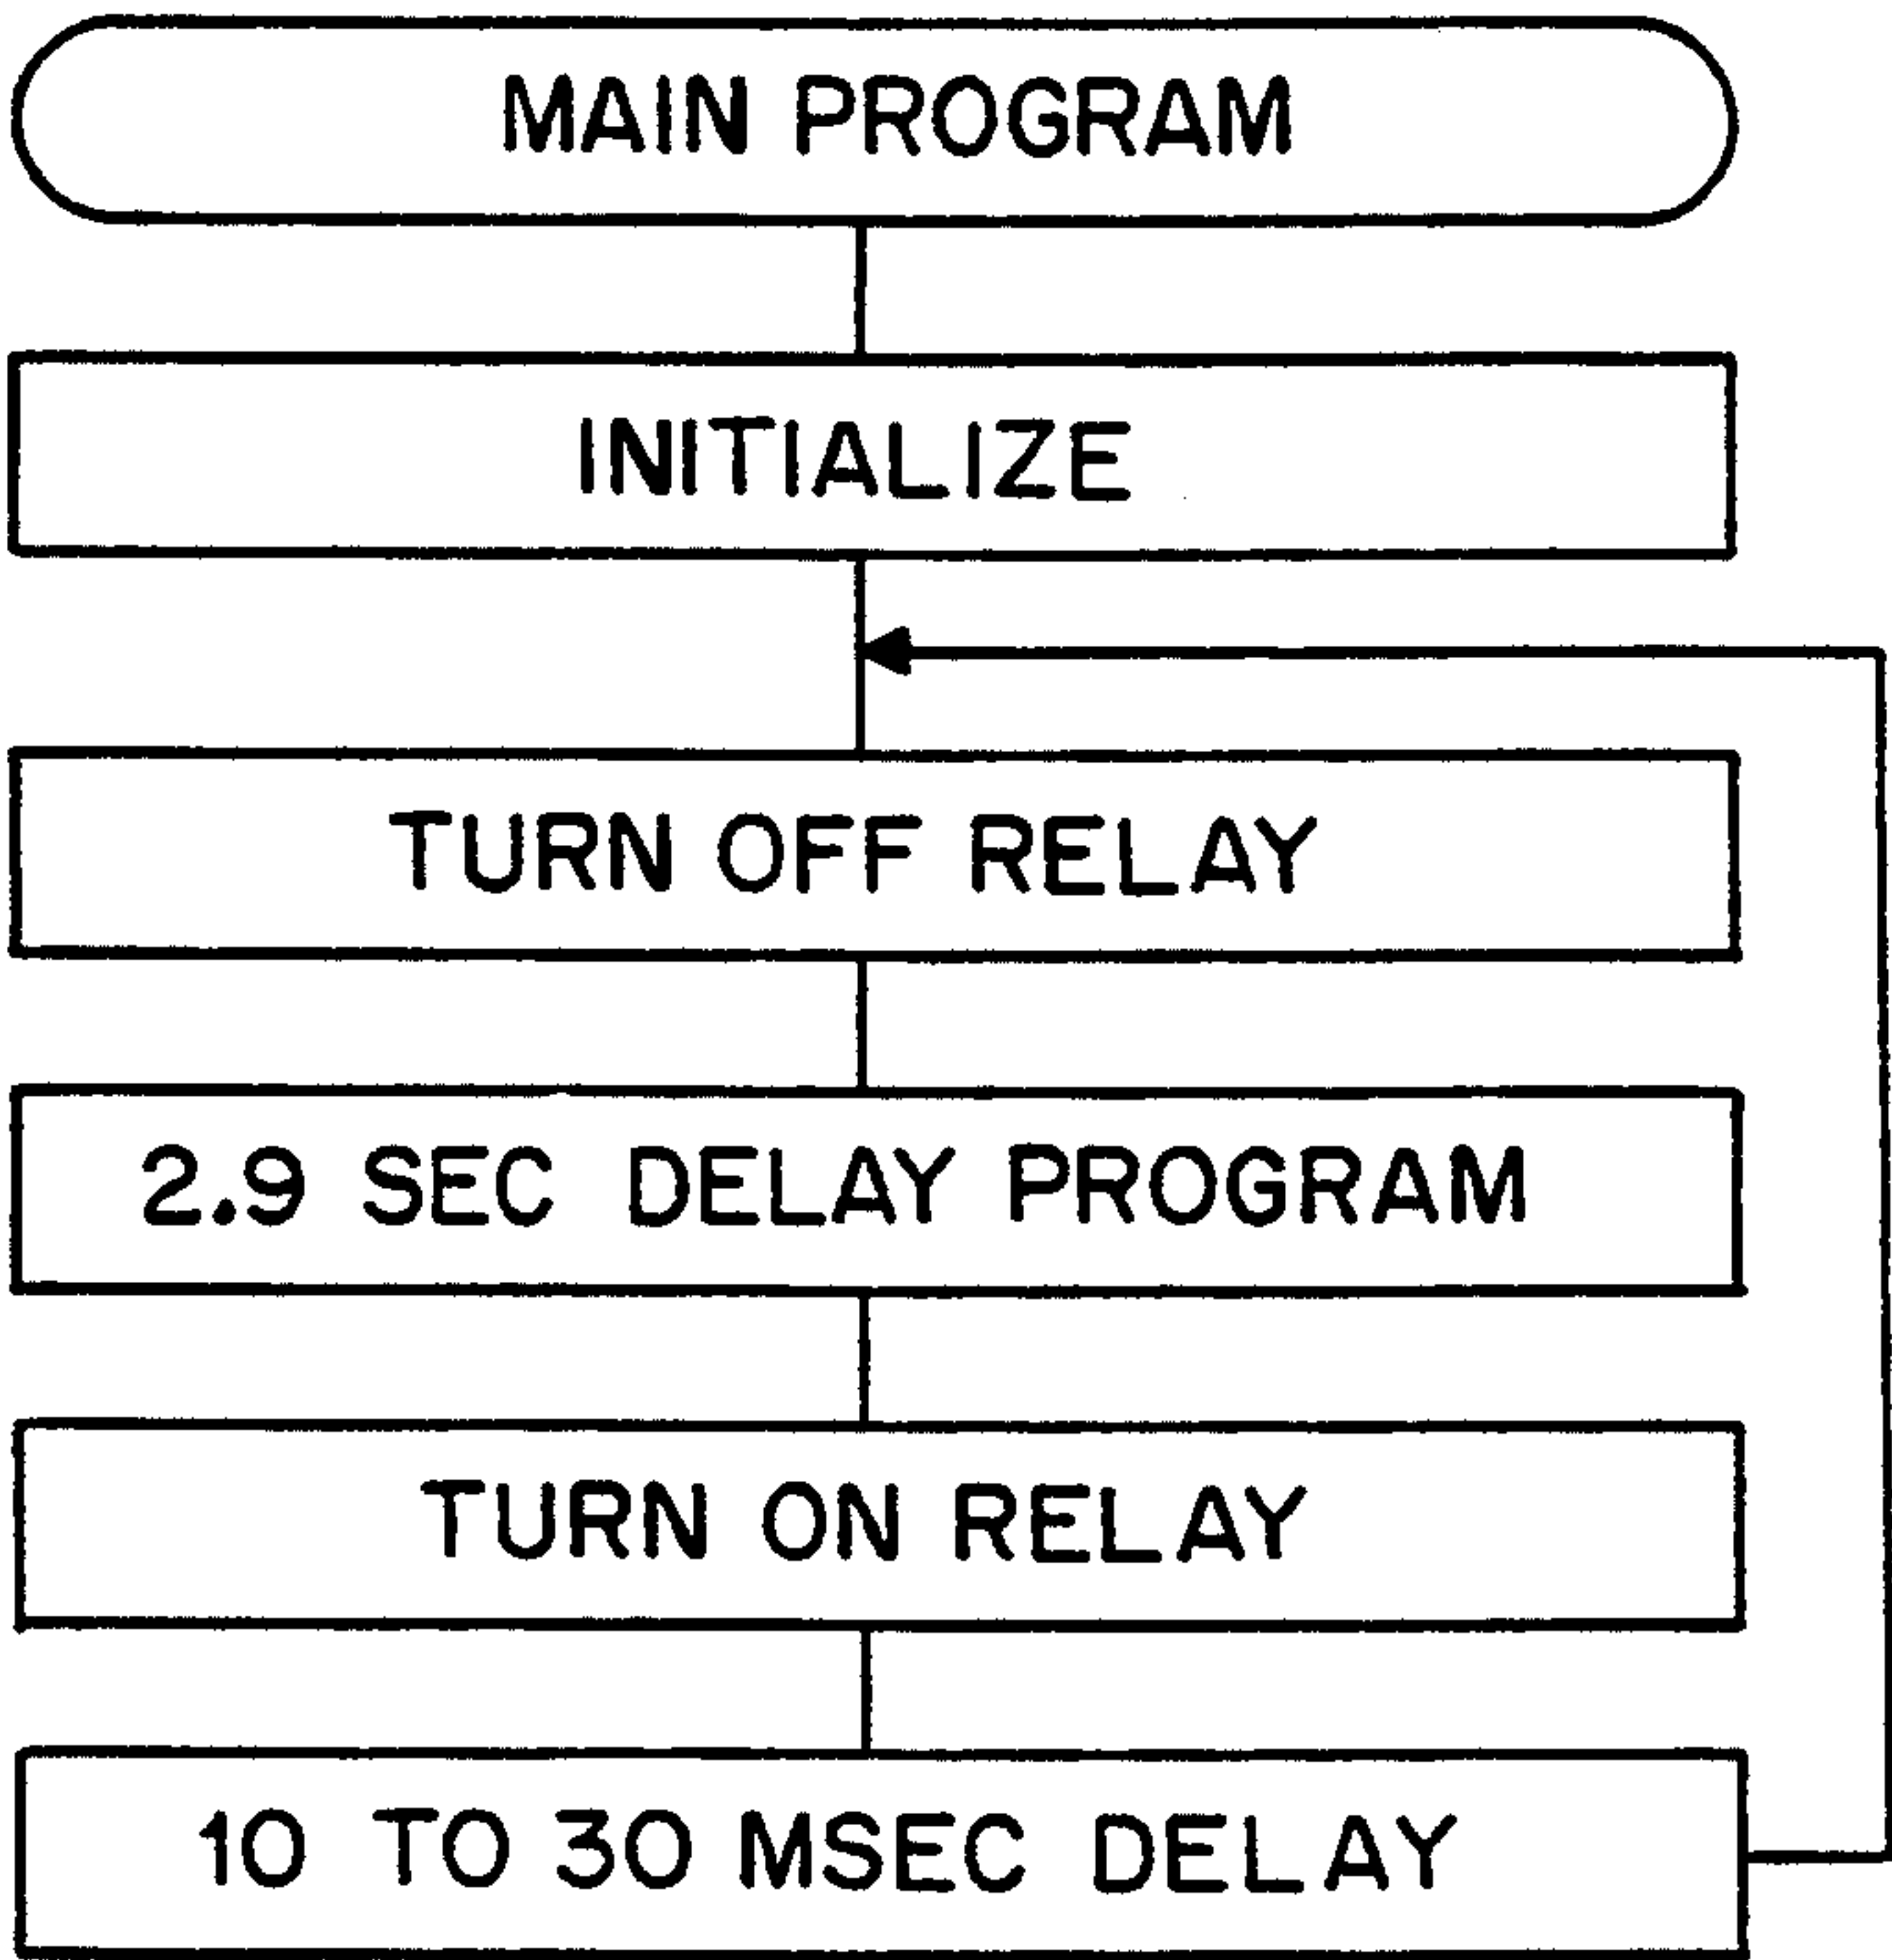 MAIN PROGRAM
INITIALIZE
TURN OFF RELAY
2.9 SEC DELAY PROGRAM
TURN ON RELAY
10 TO 30 MSEC DELAY